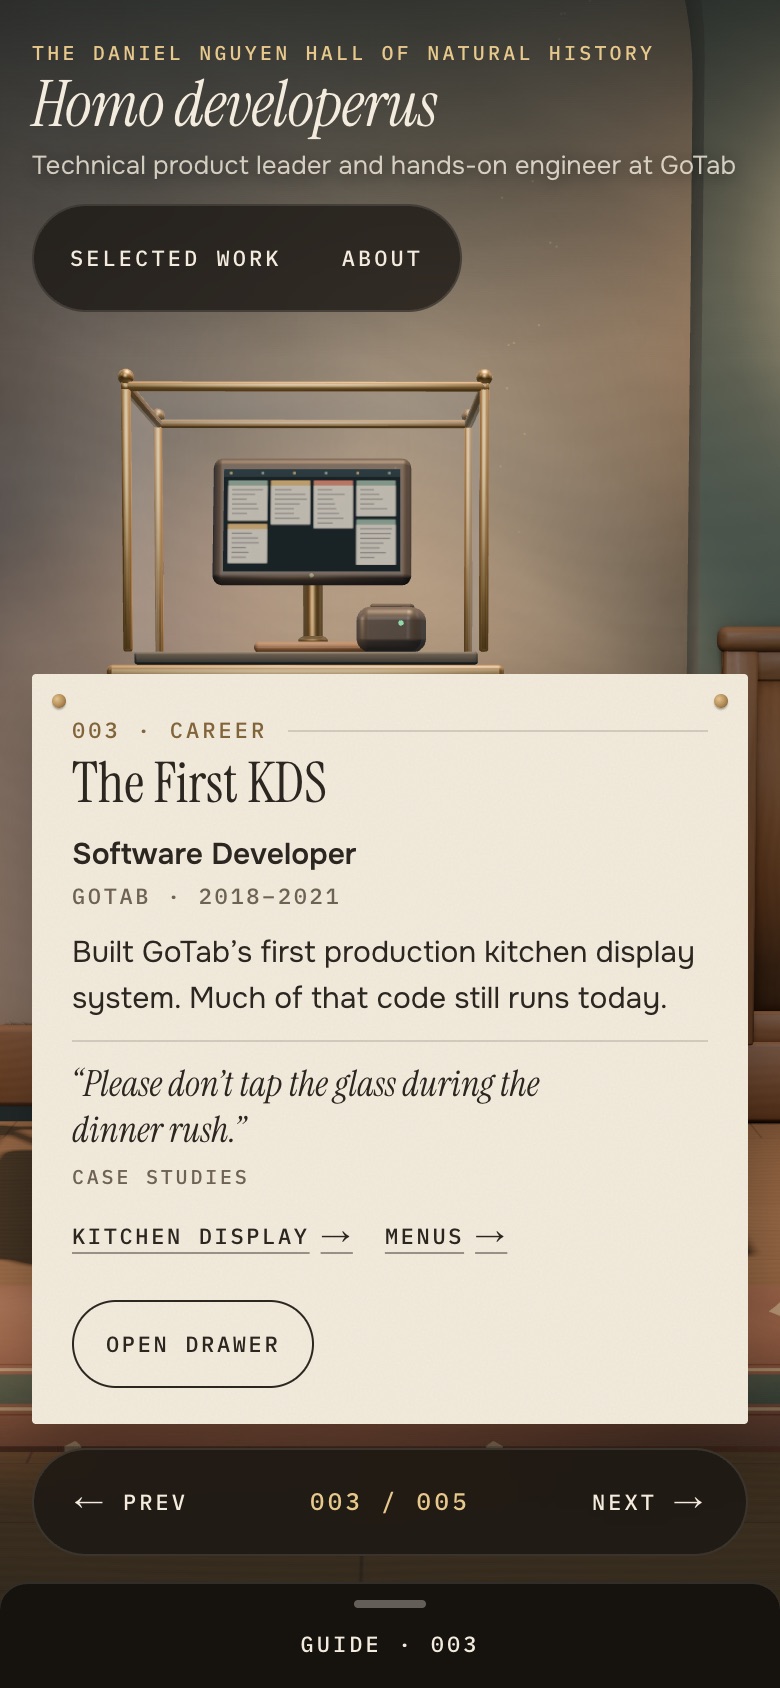 THE DANIEL NGUYEN HALL OF NATURAL HISTORY
Homo developerus
Technical product leader and hands-on engineer at GoTab
SELECTED WORK ABOUT
003 · CAREER
The First KDS
Software Developer
GOTAB · 2018–2021
Built GoTab’s first production kitchen display
system. Much of that code still runs today.
“Please don’t tap the glass during the
dinner rush.”
CASE STUDIES
KITCHEN DISPLAY → MENUS →
OPEN DRAWER
← PREV 003 / 005 NEXT →
GUIDE · 003